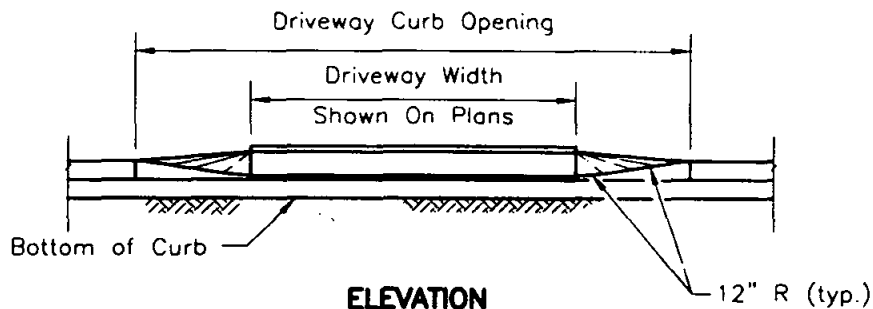 Driveway Curb Opening
Driveway Width
Shown On Plans
Bottom of Curb
12" R (typ.)
ELEVATION